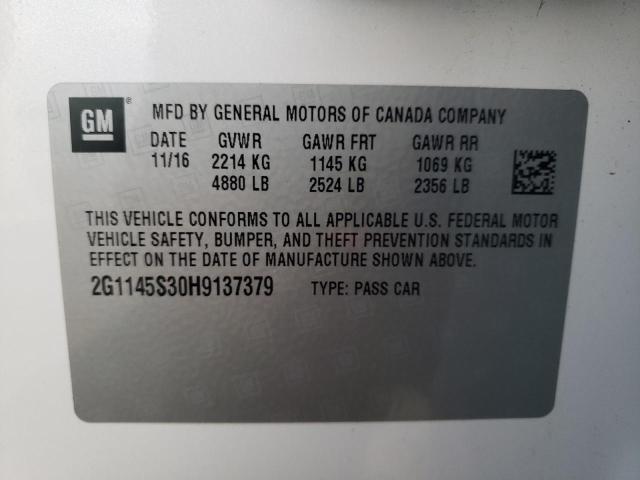 GM ®
MFD BY GENERAL MOTORS OF CANADA COMPANY
DATE GVWR GAWR FRT GAWR RR
11/16 2214 KG 1145 KG 1069 KG
4880 LB 2524 LB 2356 LB
THIS VEHICLE CONFORMS TO ALL APPLICABLE U.S. FEDERAL MOTOR
VEHICLE SAFETY, BUMPER, AND THEFT PREVENTION STANDARDS IN
EFFECT ON THE DATE OF MANUFACTURE SHOWN ABOVE.
2G1145S30H9137379 TYPE: PASS CAR